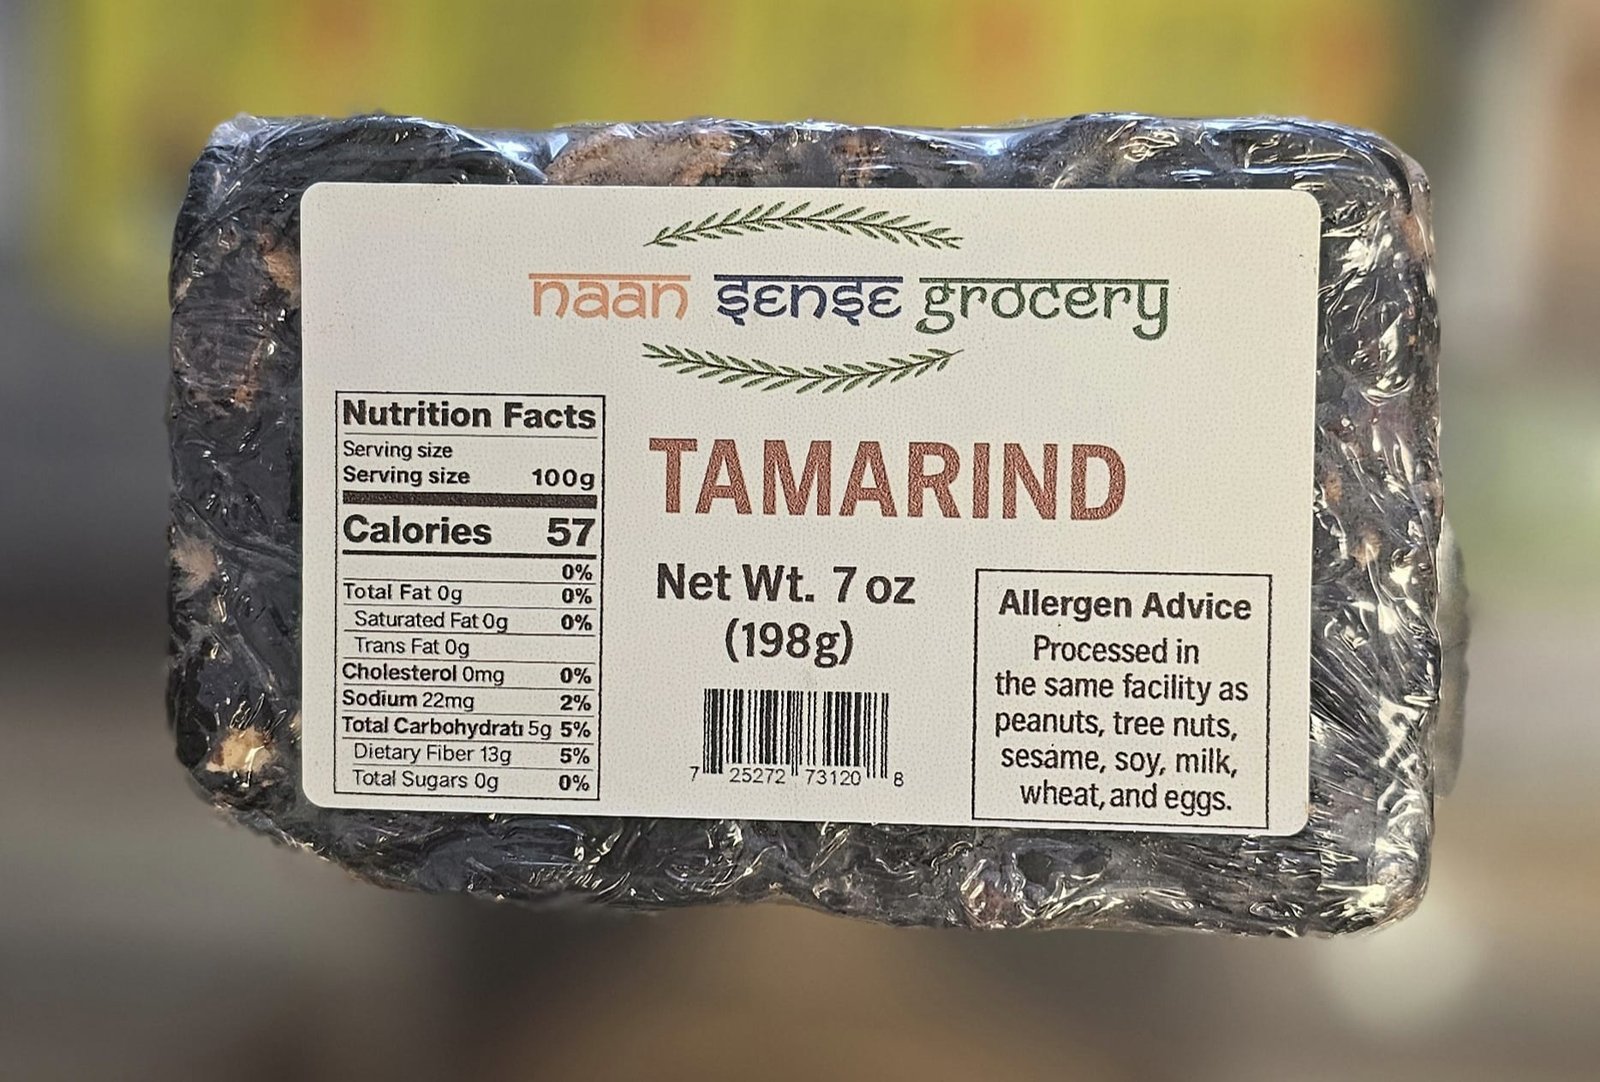 naan sense grocery
Nutrition Facts
Serving size
Serving size 100g
Calories 57
0%
Total Fat 0g 0%
Saturated Fat 0g 0%
Trans Fat 0g
Cholesterol 0mg 0%
Sodium 22mg 2%
Total Carbohydrati 5g 5%
Dietary Fiber 13g 5%
Total Sugars 0g 0%
TAMARIND
Net Wt. 7 oz
(198g)
7 25272 73120 8
Allergen Advice
Processed in
the same facility as
peanuts, tree nuts,
sesame, soy, milk,
wheat, and eggs.